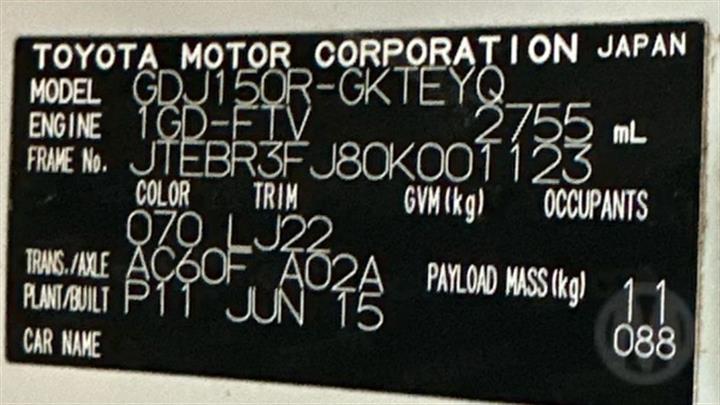 TOYOTA MOTOR CORPORATION JAPAN
MODEL GDJ150R-GKTEYQ
ENGINE 1GD-FTV 2755 mL
FRAME No. JTEBR3FJ80K001123
COLOR TRIM GVM(kg) OCCUPANTS
070 LJ22
TRANS./AXLE AC60F A02A PAYLOAD MASS(kg) 11
PLANT/BUILT P11 JUN 15 088
CAR NAME